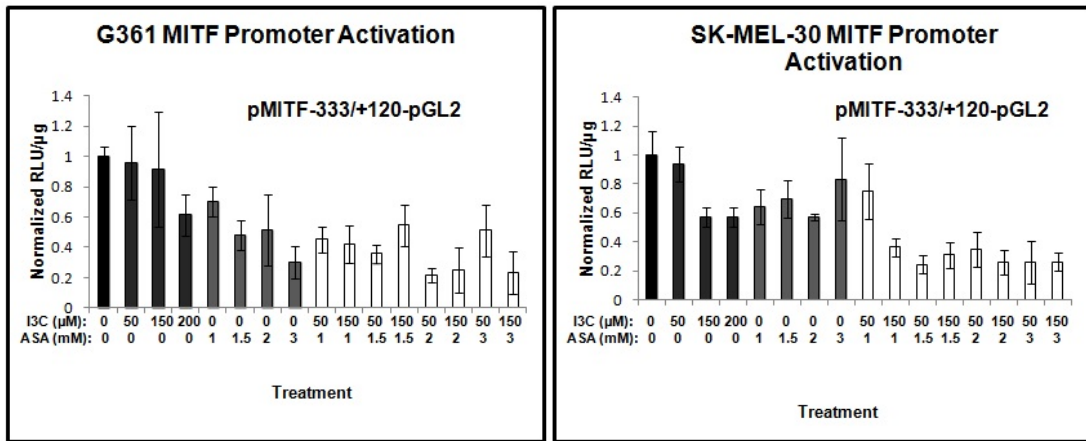 G361 MITF Promoter Activation
pMITF-333/+120-pGL2
Normalized RLU/µg
1.4
1.2
1
0.8
0.6
0.4
0.2
0
I3C (µM): 0 50 150 200 0 0 0 0 50 150 50 150 50 150 50 150
ASA (mM): 0 0 0 0 1 1.5 2 3 1 1 1.5 1.5 2 2 3 3
Treatment
SK-MEL-30 MITF Promoter
Activation
pMITF-333/+120-pGL2
Normalized RLU/µg
1.4
1.2
1
0.8
0.6
0.4
0.2
0
I3C (µM): 0 50 150 200 0 0 0 0 50 150 50 150 50 150 50 150
ASA (mM): 0 0 0 0 1 1.5 2 3 1 1 1.5 1.5 2 2 3 3
Treatment